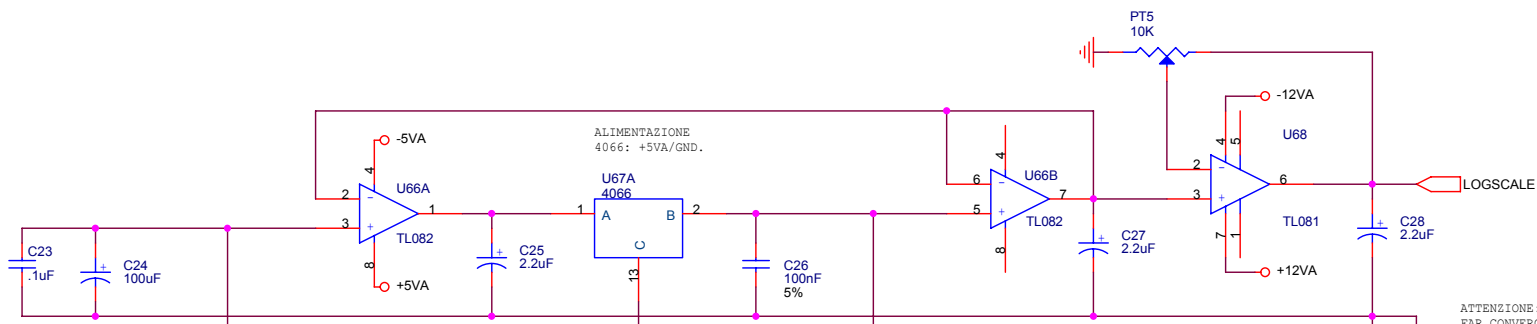 PT5
10K
-12VA
4
5
U68
2
6
3
TL081
LOGSCALE
7
1
+12VA
C28
2.2uF
+
-5VA
ALIMENTAZIONE
4066: +5VA/GND.
4
U66A
2
-
1
3
+
TL082
8
+5VA
U67A
4066
1
A
B
2
C
13
4
U66B
6
-
7
5
+
TL082
8
-
+
C23
.1uF
+
C24
100uF
+
C25
2.2uF
C26
100nF
5%
+
C27
2.2uF
ATTENZIONE